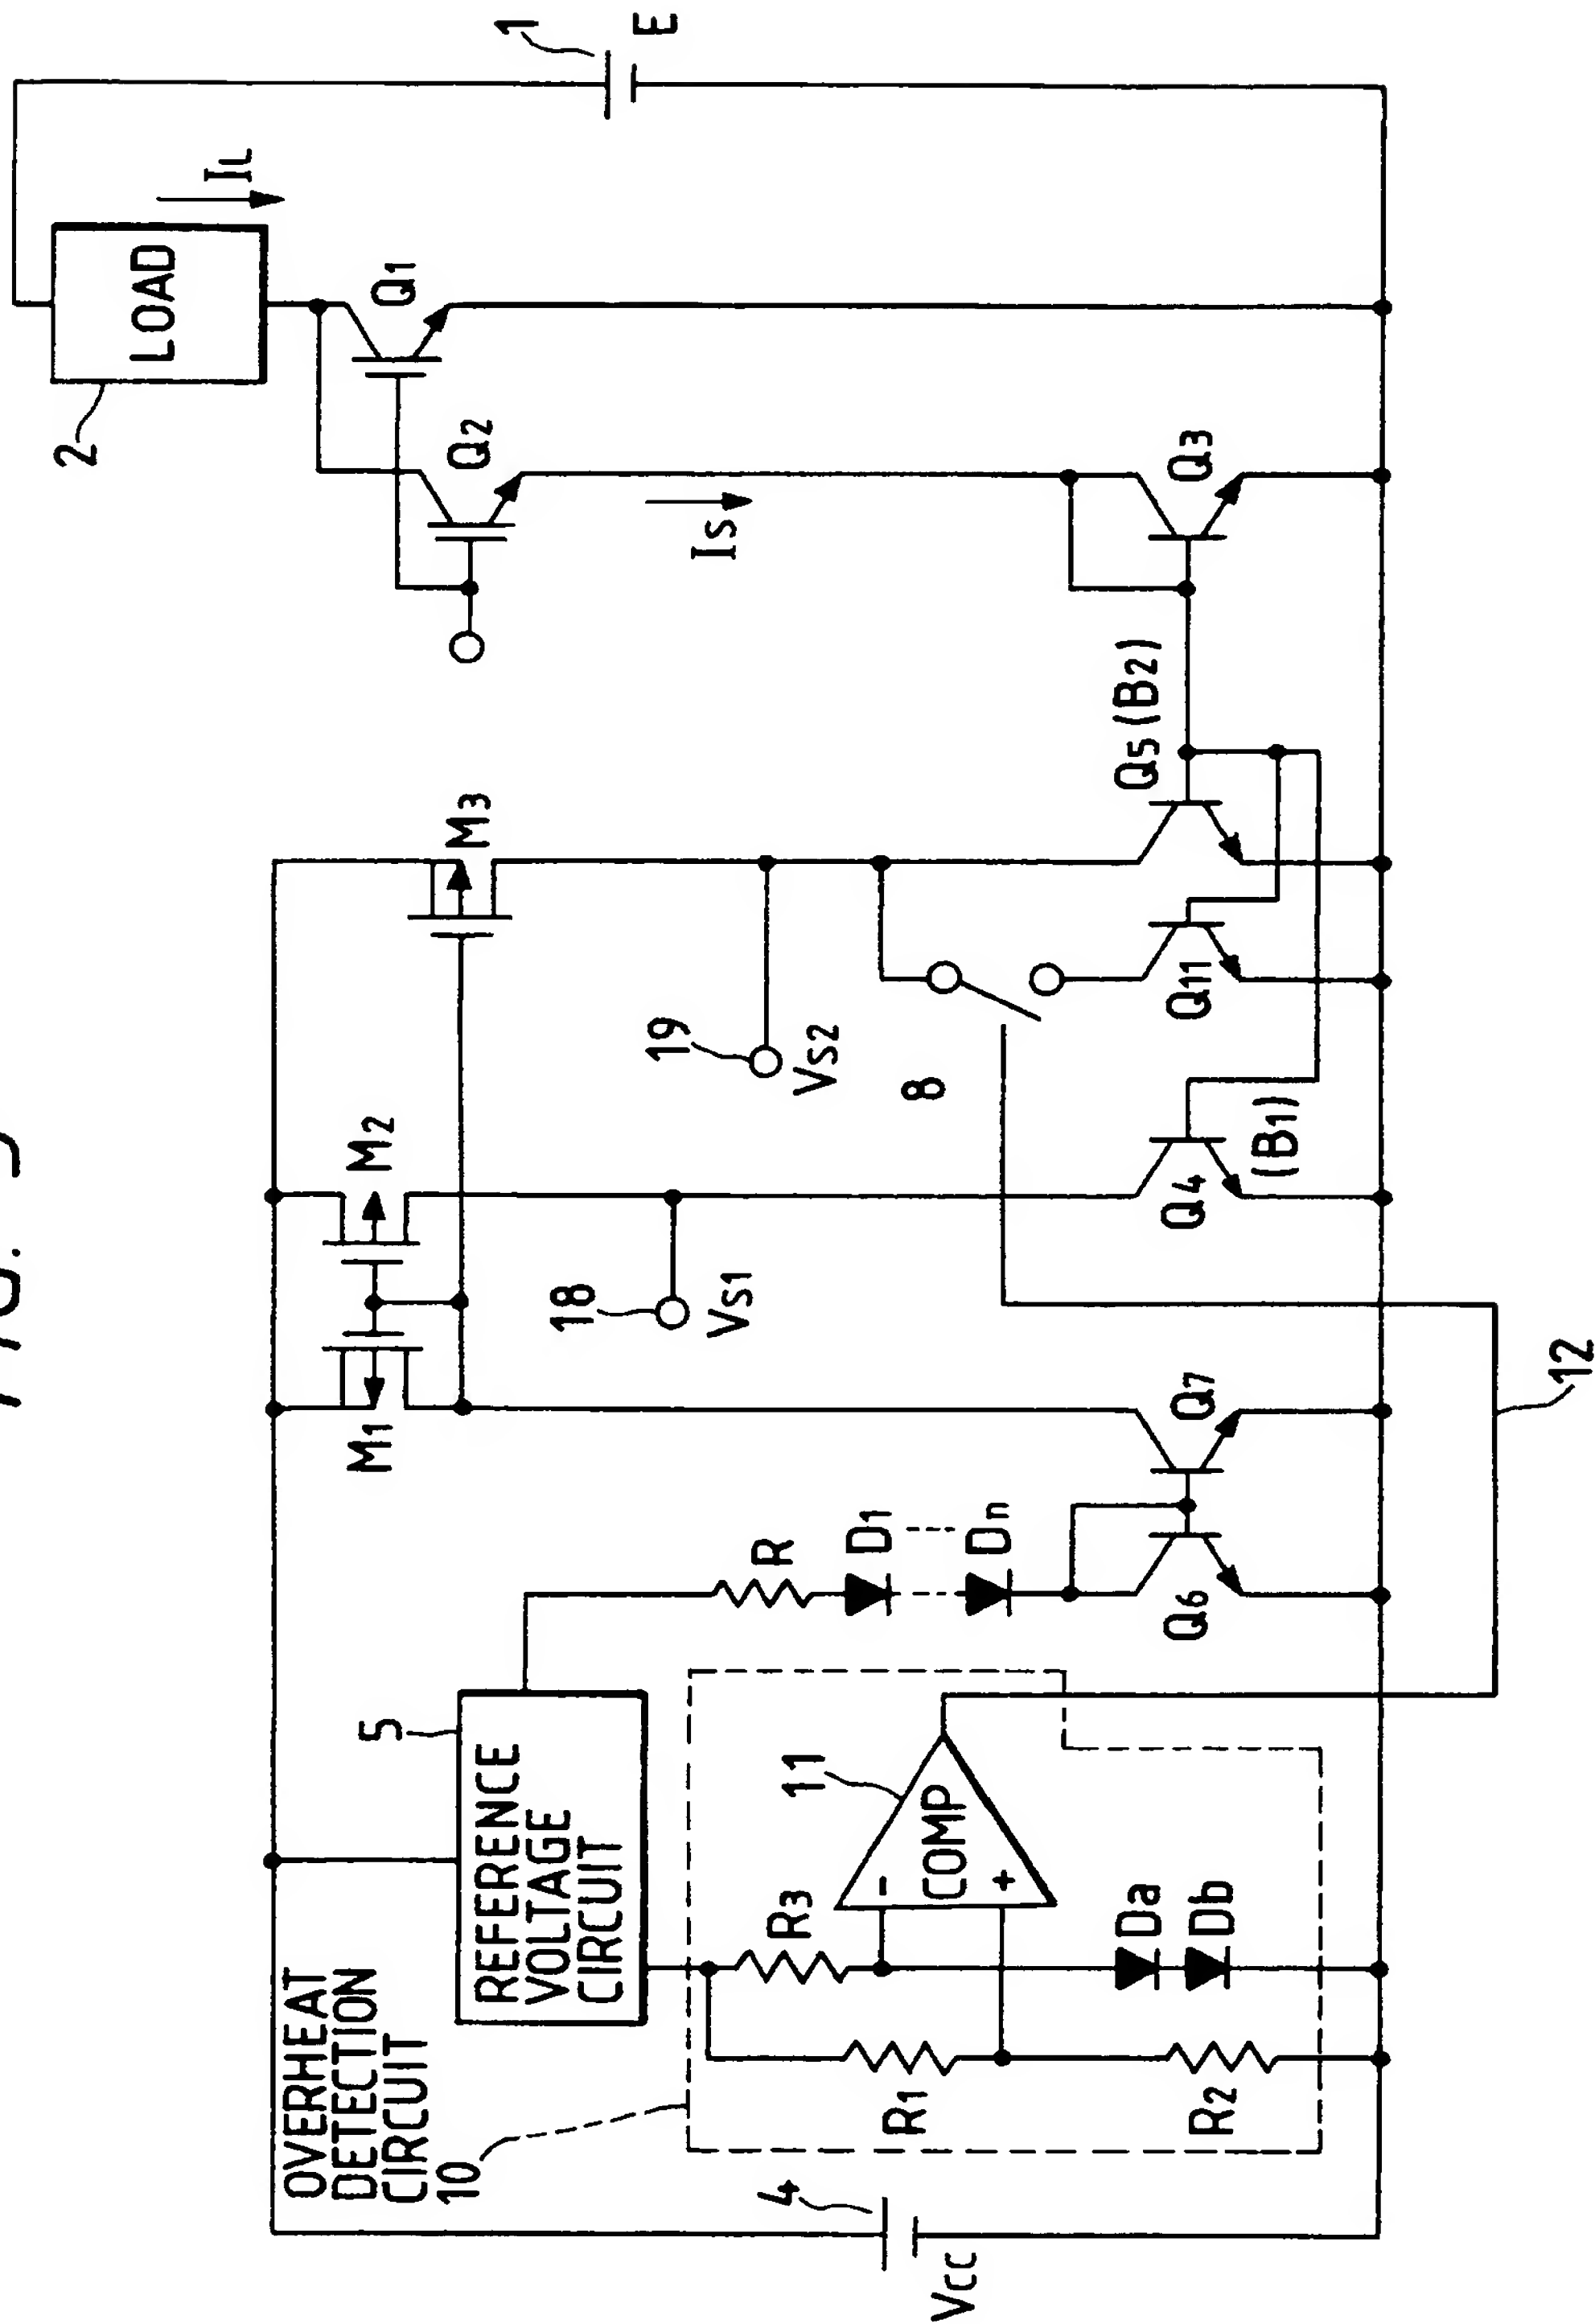 OVERHEAT
DETECTION
CIRCUIT
10
5
REFERENCE
VOLTAGE
CIRCUIT
M1
M2
M3
Q2
Q1
2
LOAD
IL
1
E
18
VS1
19
VS2
IS
4
VCC
R1
R2
R3
11
COMP
-
+
Da
Db
R
D1
Dn
Q6
Q7
12
Q4
(B1)
8
Q11
Q5 (B2)
Q3